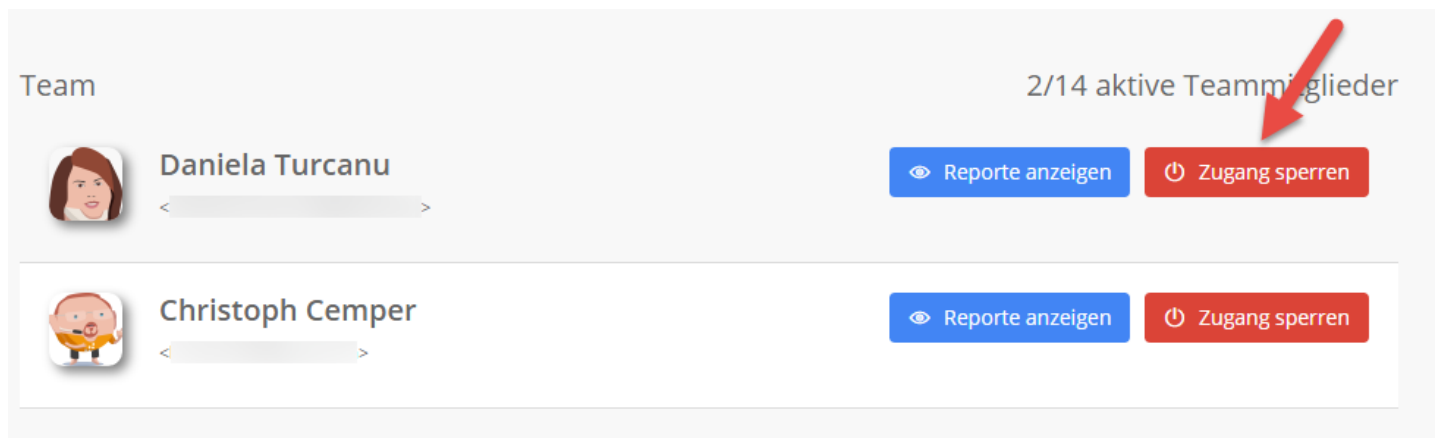 Team
2/14 aktive Teammitglieder
Daniela Turcanu
Reporte anzeigen
Zugang sperren
< >
Christoph Cemper
Reporte anzeigen
Zugang sperren
< >